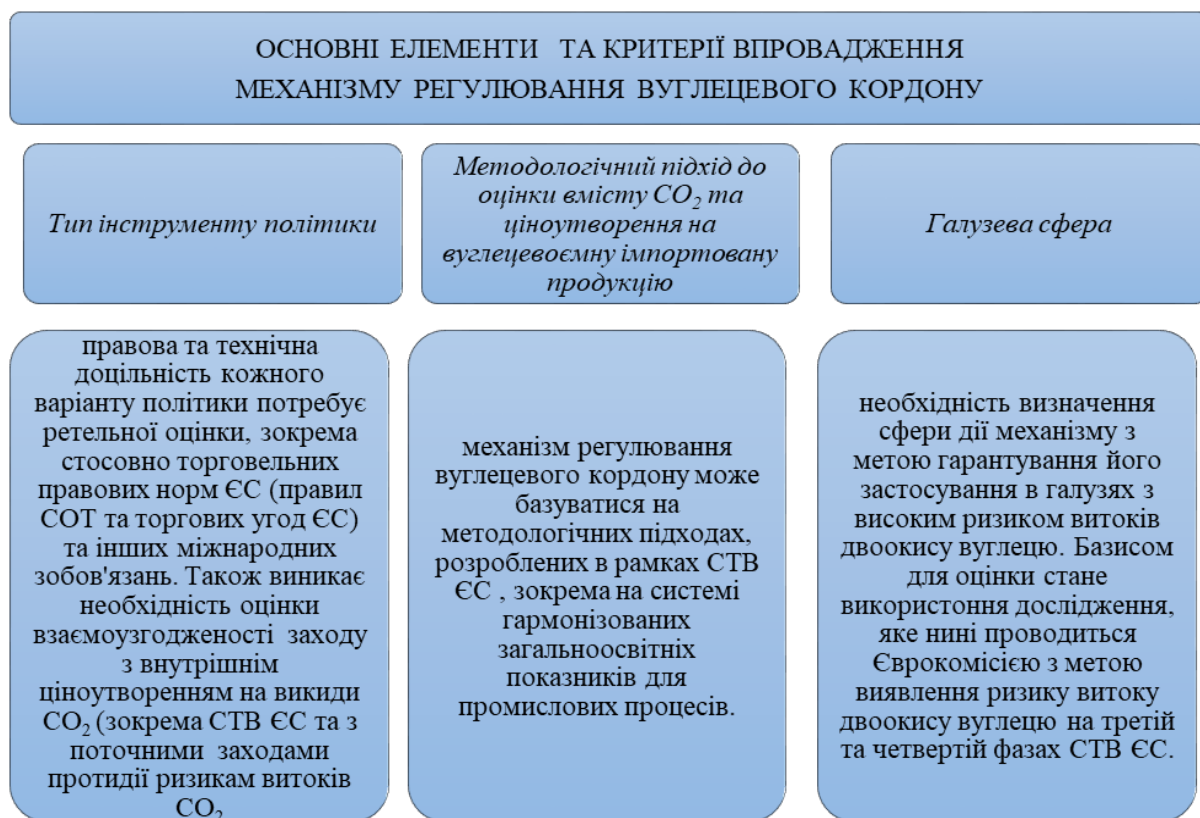 ОСНОВНІ ЕЛЕМЕНТИ ТА КРИТЕРІЇ ВПРОВАДЖЕННЯ
МЕХАНІЗМУ РЕГУЛЮВАННЯ ВУГЛЕЦЕВОГО КОРДОНУ
Тип інструменту політики
Методологічний підхід до
оцінки вмісту CO₂ та
ціноутворення на
вуглецевоємну імпортовану
продукцію
Галузева сфера
правова та технічна
доцільність кожного
варіанту політики потребує
ретельної оцінки, зокрема
стосовно торговельних
правових норм ЄС (правил
СОТ та торгових угод ЄС)
та інших міжнародних
зобов'язань. Також виникає
необхідність оцінки
взаємоузгодженості заходу
з внутрішнім
ціноутворенням на викиди
CO₂ (зокрема СТВ ЄС та з
поточними заходами
протидії ризикам витоків
CO₂
механізм регулювання
вуглецевого кордону може
базуватися на
методологічних підходах,
розроблених в рамках СТВ
ЄС , зокрема на системі
гармонізованих
загальноосвітніх
показників для
промислових процесів.
необхідність визначення
сфери дії механізму з
метою гарантування його
застосування в галузях з
високим ризиком витоків
двоокису вуглецю. Базисом
для оцінки стане
використоння дослідження,
яке нині проводиться
Єврокомісією з метою
виявлення ризику витоку
двоокису вуглецю на третій
та четвертій фазах СТВ ЄС.